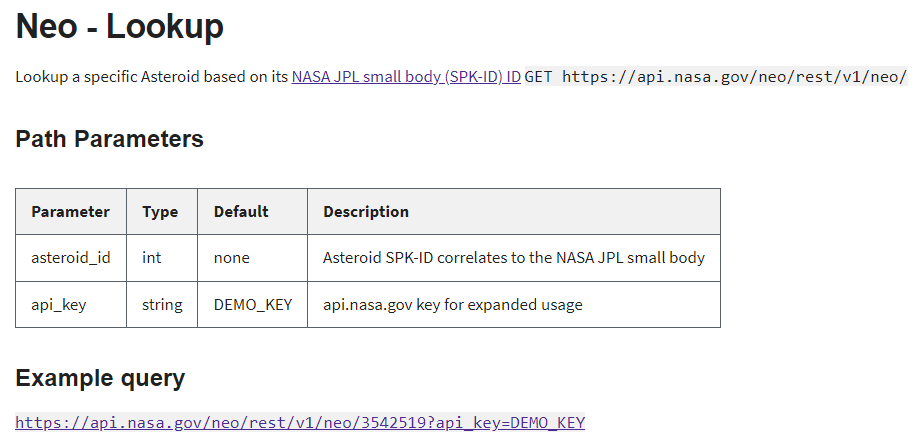 Neo - Lookup
Lookup a specific Asteroid based on its NASA JPL small body (SPK-ID) ID GET https://api.nasa.gov/neo/rest/v1/neo/
Path Parameters
Parameter Type Default Description
asteroid_id int none Asteroid SPK-ID correlates to the NASA JPL small body
api_key string DEMO_KEY api.nasa.gov key for expanded usage
Example query
https://api.nasa.gov/neo/rest/v1/neo/3542519?api_key=DEMO_KEY